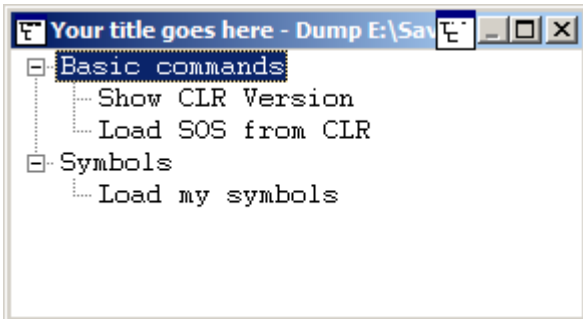 Your title goes here - Dump E:\Sav
Basic commands
Show CLR Version
Load SOS from CLR
Symbols
Load my symbols